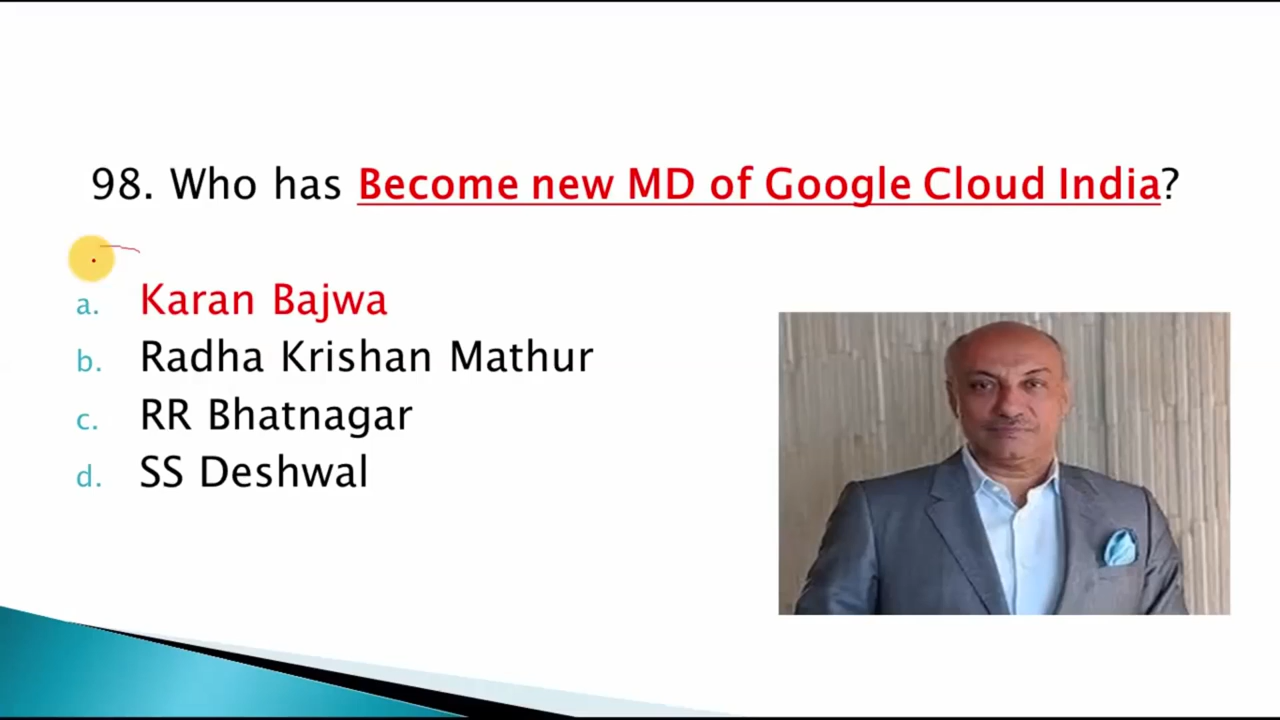 98. Who has Become new MD of Google Cloud India?
a. Karan Bajwa
b. Radha Krishan Mathur
c. RR Bhatnagar
d. SS Deshwal